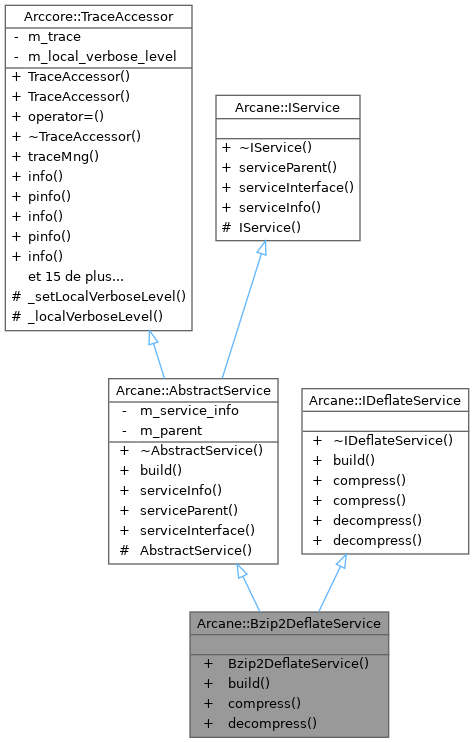 Arccore::TraceAccessor
- m_trace
- m_local_verbose_level
+ TraceAccessor()
+ TraceAccessor()
+ operator=()
+ ~TraceAccessor()
+ traceMng()
+ info()
+ pinfo()
+ info()
+ pinfo()
+ info()
et 15 de plus...
# _setLocalVerboseLevel()
# _localVerboseLevel()
Arcane::IService
+ ~IService()
+ serviceParent()
+ serviceInterface()
+ serviceInfo()
# IService()
Arcane::AbstractService
- m_service_info
- m_parent
+ ~AbstractService()
+ build()
+ serviceInfo()
+ serviceParent()
+ serviceInterface()
# AbstractService()
Arcane::IDeflateService
+ ~IDeflateService()
+ build()
+ compress()
+ compress()
+ decompress()
+ decompress()
Arcane::Bzip2DeflateService
+ Bzip2DeflateService()
+ build()
+ compress()
+ decompress()